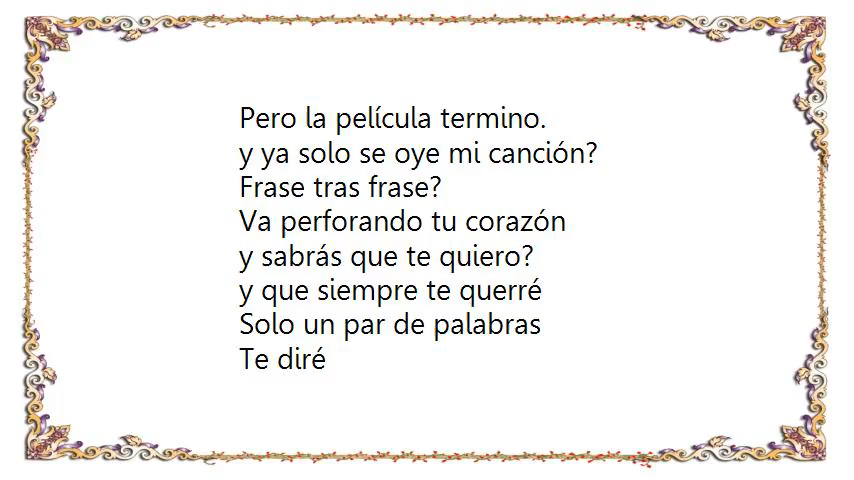 Pero la película termino.
y ya solo se oye mi canción?
Frase tras frase?
Va perforando tu corazón
y sabrás que te quiero?
y que siempre te querré
Solo un par de palabras
Te diré